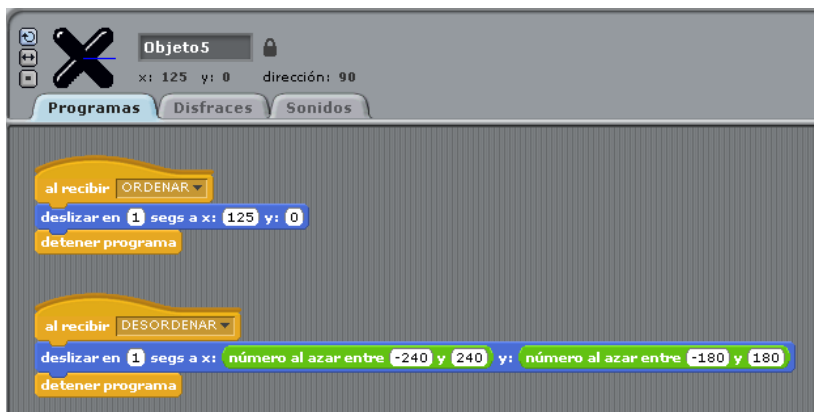 Objeto5
x: 125 y: 0 dirección: 90
Programas Disfraces Sonidos
al recibir ORDENAR
deslizar en 1 segs a x: 125 y: 0
detener programa
al recibir DESORDENAR
deslizar en 1 segs a x: número al azar entre -240 y 240 y: número al azar entre -180 y 180
detener programa